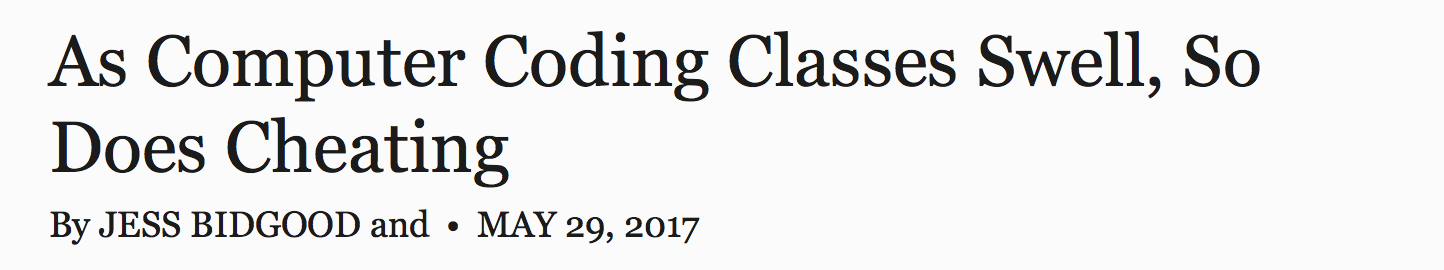 As Computer Coding Classes Swell, So
Does Cheating
By JESS BIDGOOD and • MAY 29, 2017